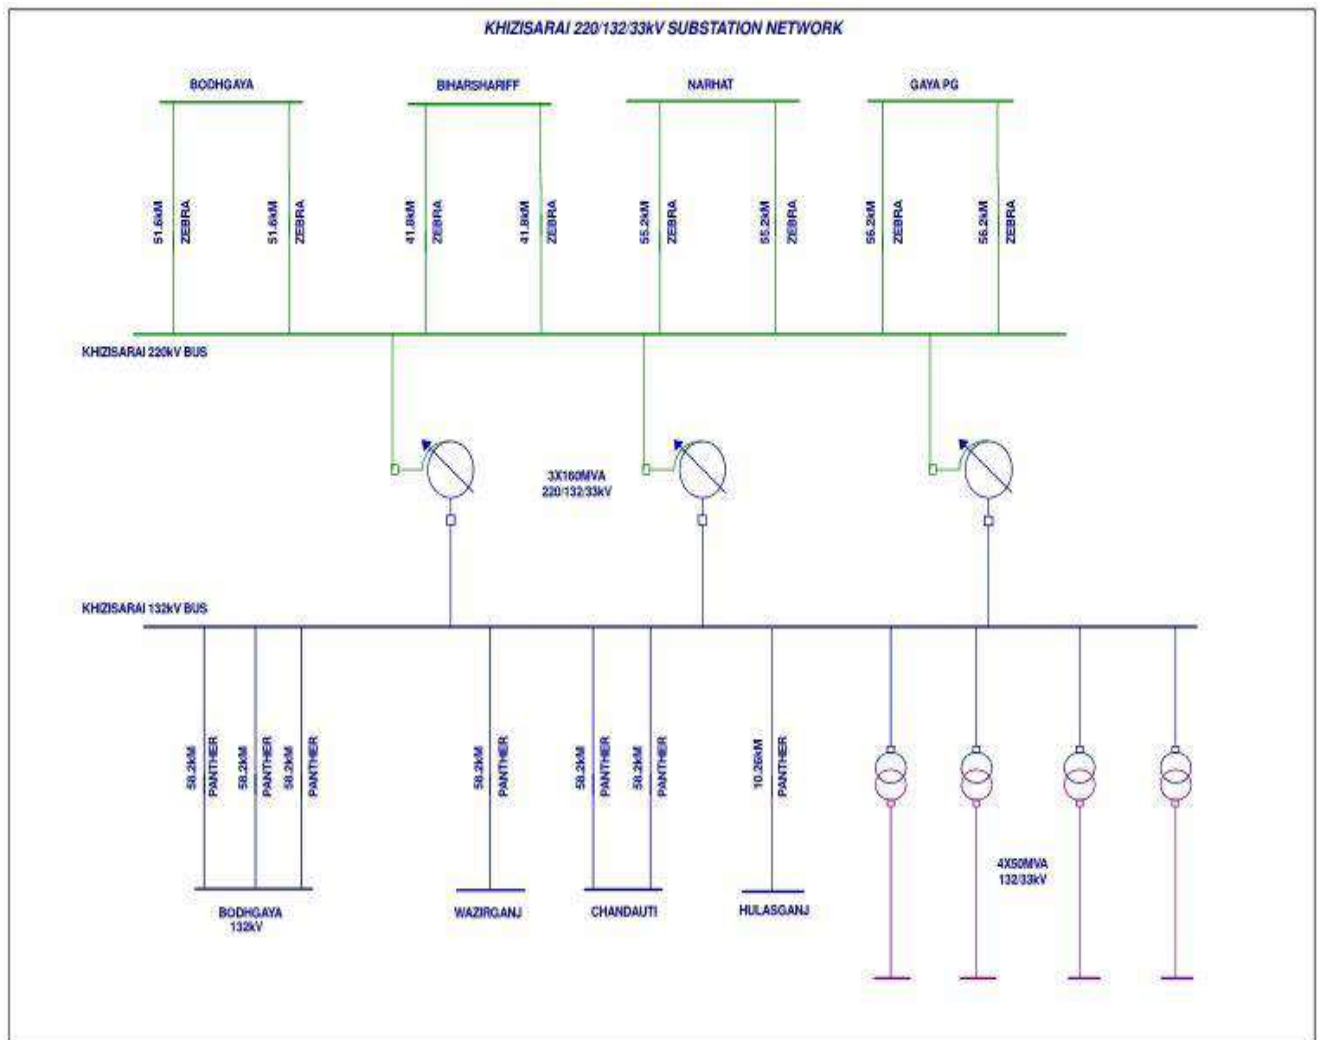 KHIZISARAI 220/132/33kV SUBSTATION NETWORK
BODHGAYA
BIHARSHARIFF
NARHAT
GAYA PG
51.6kM
ZEBRA
51.6kM
ZEBRA
41.8kM
ZEBRA
41.8kM
ZEBRA
55.2kM
ZEBRA
55.2kM
ZEBRA
56.2kM
ZEBRA
56.2kM
ZEBRA
KHIZISARAI 220kV BUS
3X160MVA
220/132/33kV
KHIZISARAI 132kV BUS
58.2kM
PANTHER
58.2kM
PANTHER
58.2kM
PANTHER
58.2kM
PANTHER
58.2kM
PANTHER
58.2kM
PANTHER
10.26kM
PANTHER
4X50MVA
132/33kV
BODHGAYA
132kV
WAZIRGANJ
CHANDAUTI
HULASGANJ